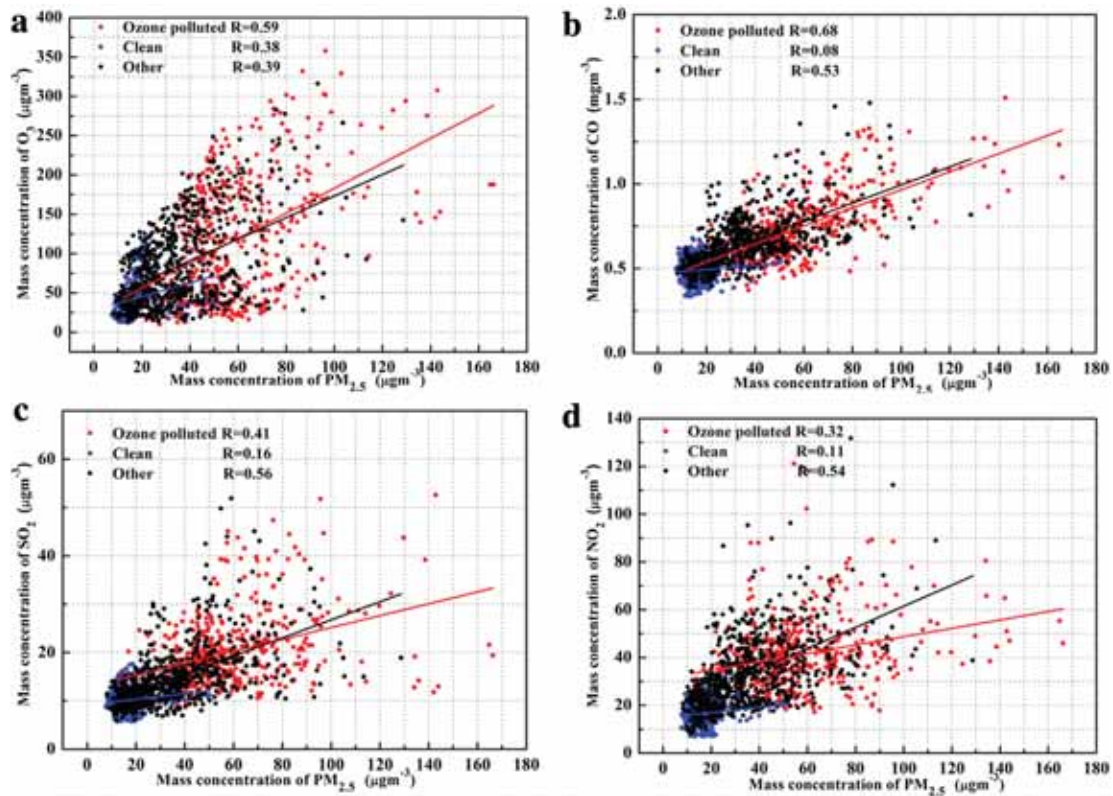 a
Ozone polluted R=0.59
Clean R=0.38
Other R=0.39
400
350
300
250
200
150
100
50
0
Mass concentration of O3 (μgm-3)
0 20 40 60 80 100 120 140 160 180
Mass concentration of PM2.5 (μgm-3)
b
Ozone polluted R=0.68
Clean R=0.08
Other R=0.53
2.0
1.5
1.0
0.5
0.0
Mass concentration of CO (mgm-3)
0 20 40 60 80 100 120 140 160 180
Mass concentration of PM2.5 (μgm-3)
c
Ozone polluted R=0.41
Clean R=0.16
Other R=0.56
60
40
20
0
Mass concentration of SO2 (μgm-3)
0 20 40 60 80 100 120 140 160 180
Mass concentration of PM2.5 (μgm-3)
d
Ozone polluted R=0.32
Clean R=0.11
Other R=0.54
140
120
100
80
60
40
20
0
Mass concentration of NO2 (μgm-3)
0 20 40 60 80 100 120 140 160 180
Mass concentration of PM2.5 (μgm-3)